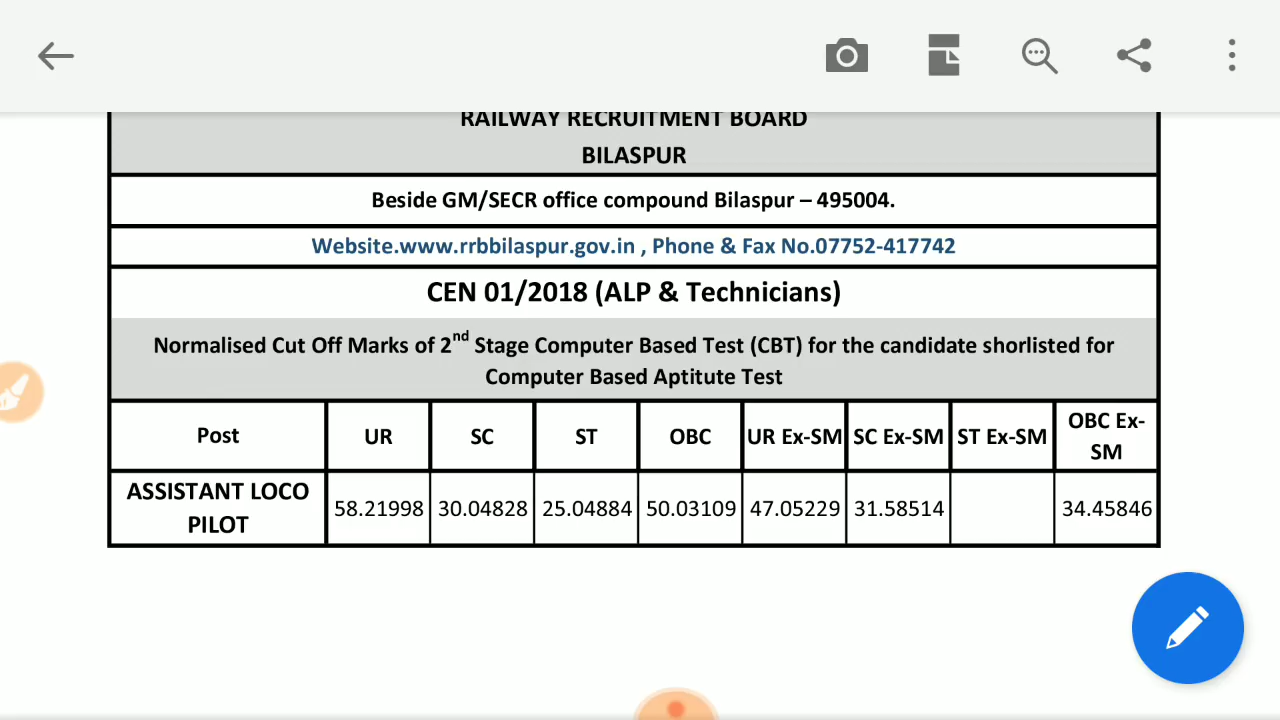 RAILWAY RECRUITMENT BOARD
BILASPUR
Beside GM/SECR office compound Bilaspur – 495004.
Website.www.rrbbilaspur.gov.in , Phone & Fax No.07752-417742
CEN 01/2018 (ALP & Technicians)
Normalised Cut Off Marks of 2nd Stage Computer Based Test (CBT) for the candidate shorlisted for
Computer Based Aptitute Test
Post UR SC ST OBC UR Ex-SM SC Ex-SM ST Ex-SM OBC Ex-
SM
ASSISTANT LOCO
PILOT 58.21998 30.04828 25.04884 50.03109 47.05229 31.58514 34.45846